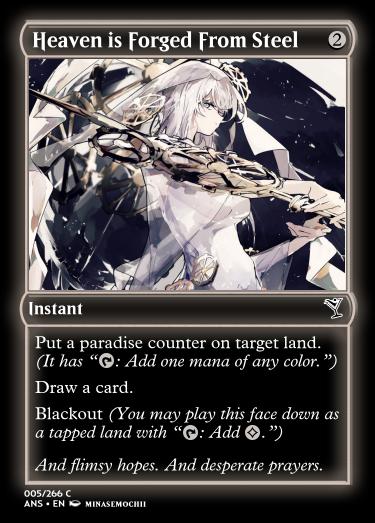 Heaven is Forged From Steel 2
Instant
Put a paradise counter on target land.
(It has “: Add one mana of any color.”)
Draw a card.
Blackout (You may play this face down as
a tapped land with “: Add .”)
And flimsy hopes. And desperate prayers.
005/266 C
ANS • EN MINASEMOCHII